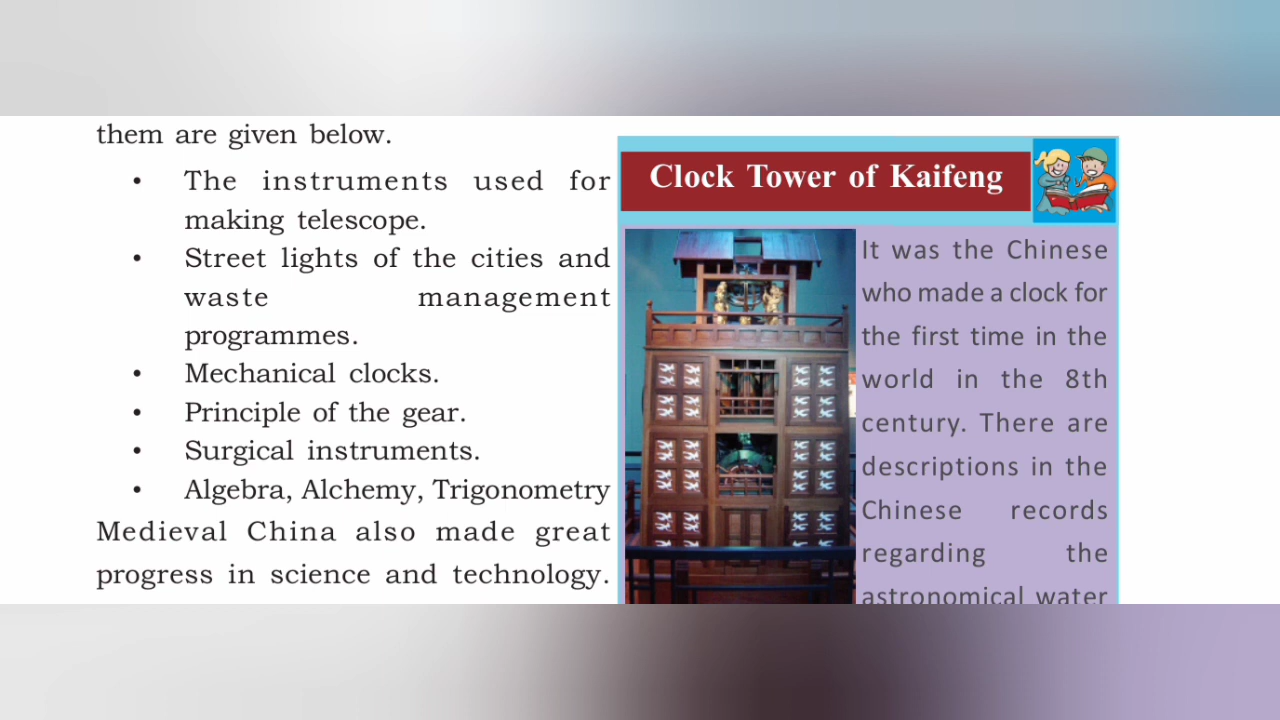 them are given below.
• The instruments used for
making telescope.
• Street lights of the cities and
waste management
programmes.
• Mechanical clocks.
• Principle of the gear.
• Surgical instruments.
• Algebra, Alchemy, Trigonometry
Medieval China also made great
progress in science and technology.
Clock Tower of Kaifeng
It was the Chinese
who made a clock for
the first time in the
world in the 8th
century. There are
descriptions in the
Chinese records
regarding the
astronomical water